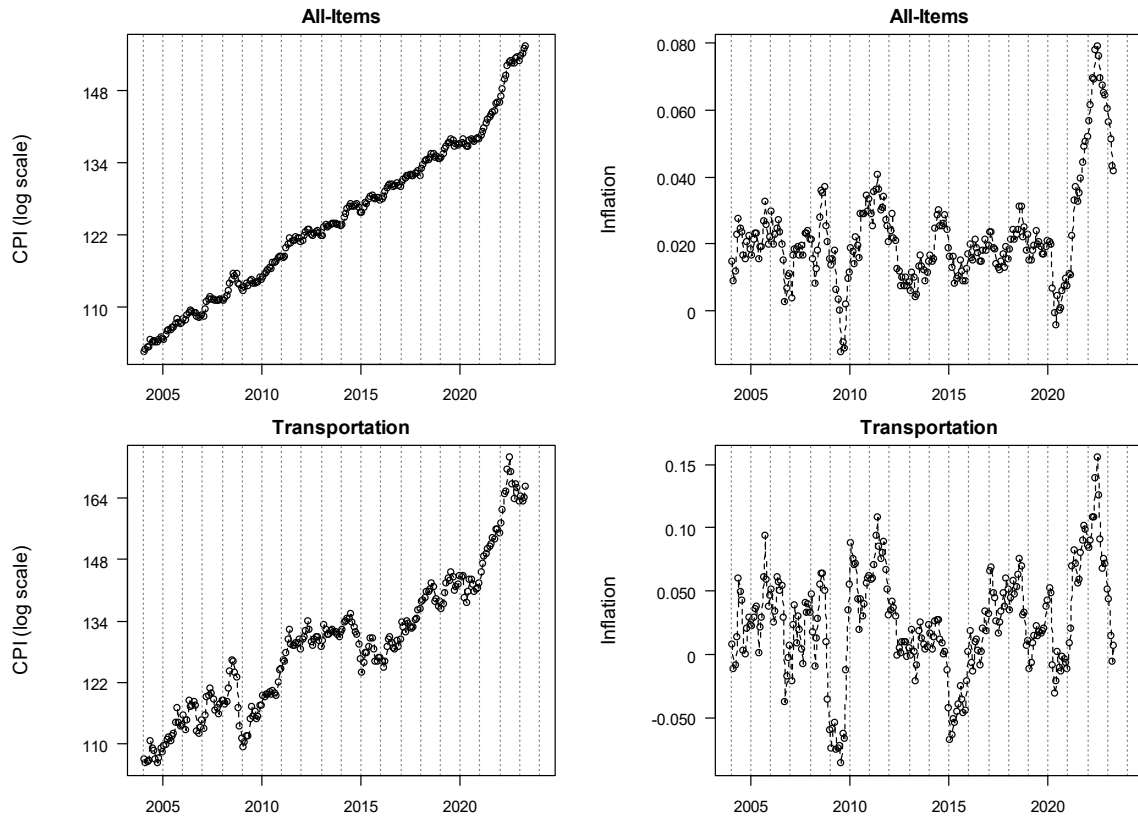 All-Items
CPI (log scale)
148
134
122
110
2005 2010 2015 2020
All-Items
Inflation
0.080
0.060
0.040
0.020
0
2005 2010 2015 2020
Transportation
CPI (log scale)
164
148
134
122
110
2005 2010 2015 2020
Transportation
Inflation
0.15
0.10
0.050
0
-0.050
2005 2010 2015 2020